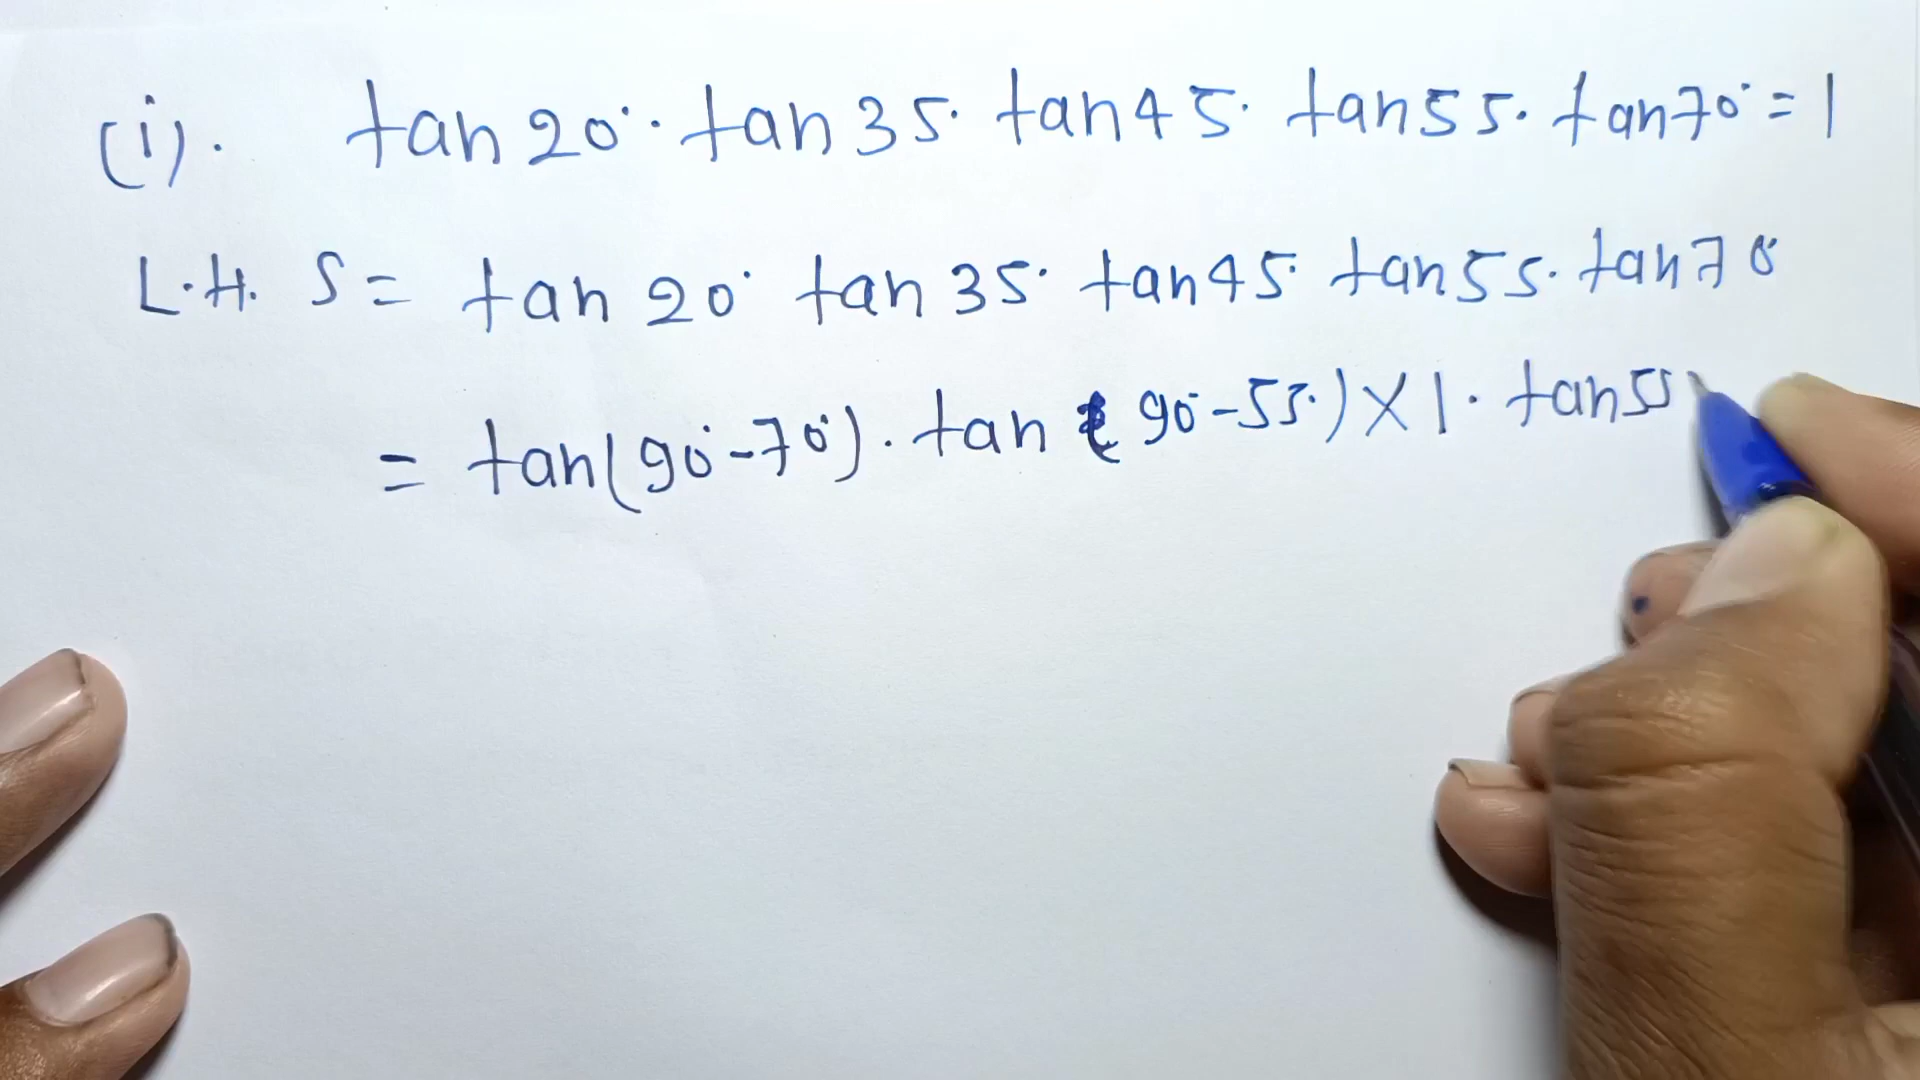 (i). tan 20°. tan 35° tan 45° tan 55° tan 70° = 1
L.H. S = tan 20° tan 35° tan 45° tan 55° tan 70°
= tan(90°-70°). tan (90°-55°) X 1. tan 55